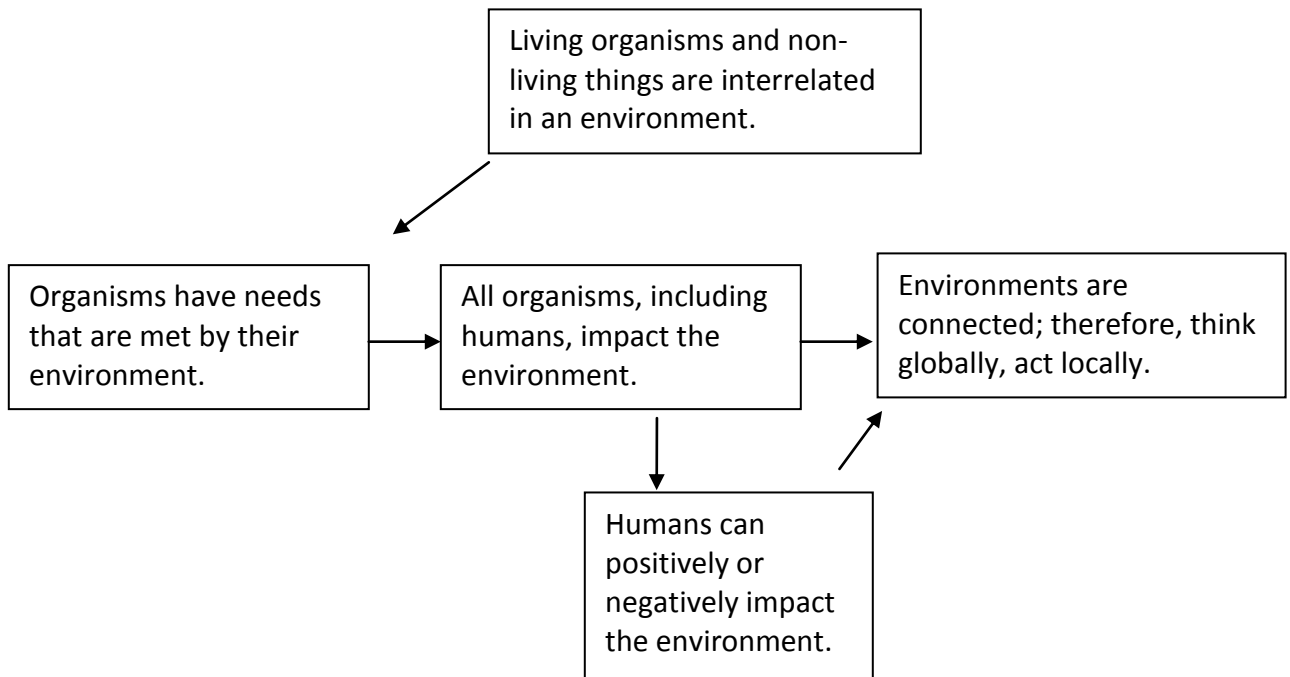 Living organisms and non-
living things are interrelated
in an environment.
Organisms have needs
that are met by their
environment.
All organisms, including
humans, impact the
environment.
Environments are
connected; therefore, think
globally, act locally.
Humans can
positively or
negatively impact
the environment.